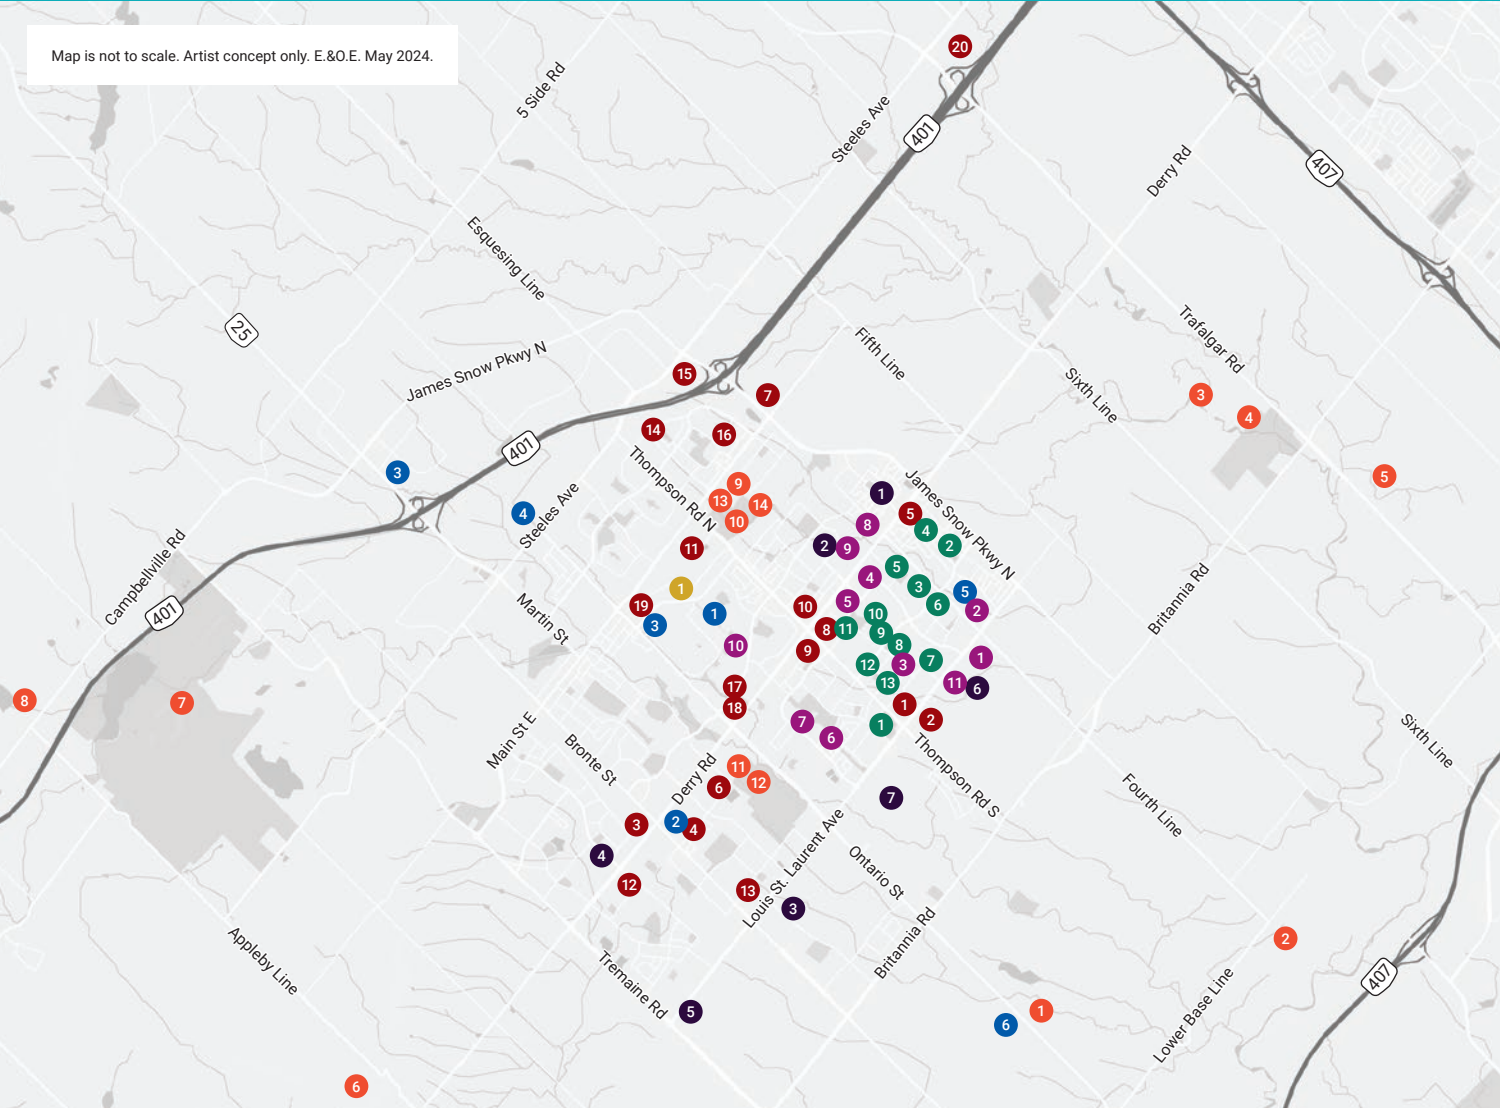 Map is not to scale. Artist concept only. E.&O.E. May 2024.
20
5 Side Rd
Steeles Ave
401
Derry Rd
407
Esquesing Line
25
James Snow Pkwy N
Fifth Line
Trafalgar Rd
Sixth Line
15
7
3
4
14
16
401
3
Thompson Rd N
9
13
14
10
5
1
James Snow Pkwy N
4
Steeles Ave
8
5
4
2
2
9
11
Campbellville Rd
401
5
4
3
1
5
6
5
2
Britannia Rd
19
3
1
Martin St
10
10
8
11
10
9
9
8
12
3
7
1
13
11
6
8
7
17
18
1
2
7
6
1
Main St E
Bronte St
Derry Rd
Thompson Rd S
Sixth Line
11
12
6
7
Fourth Line
3
2
4
4
Louis St. Laurent Ave
Ontario St
12
13
3
Britannia Rd
2
Appleby Line
Tremaine Rd
407
Lower Base Line
5
6
1
6